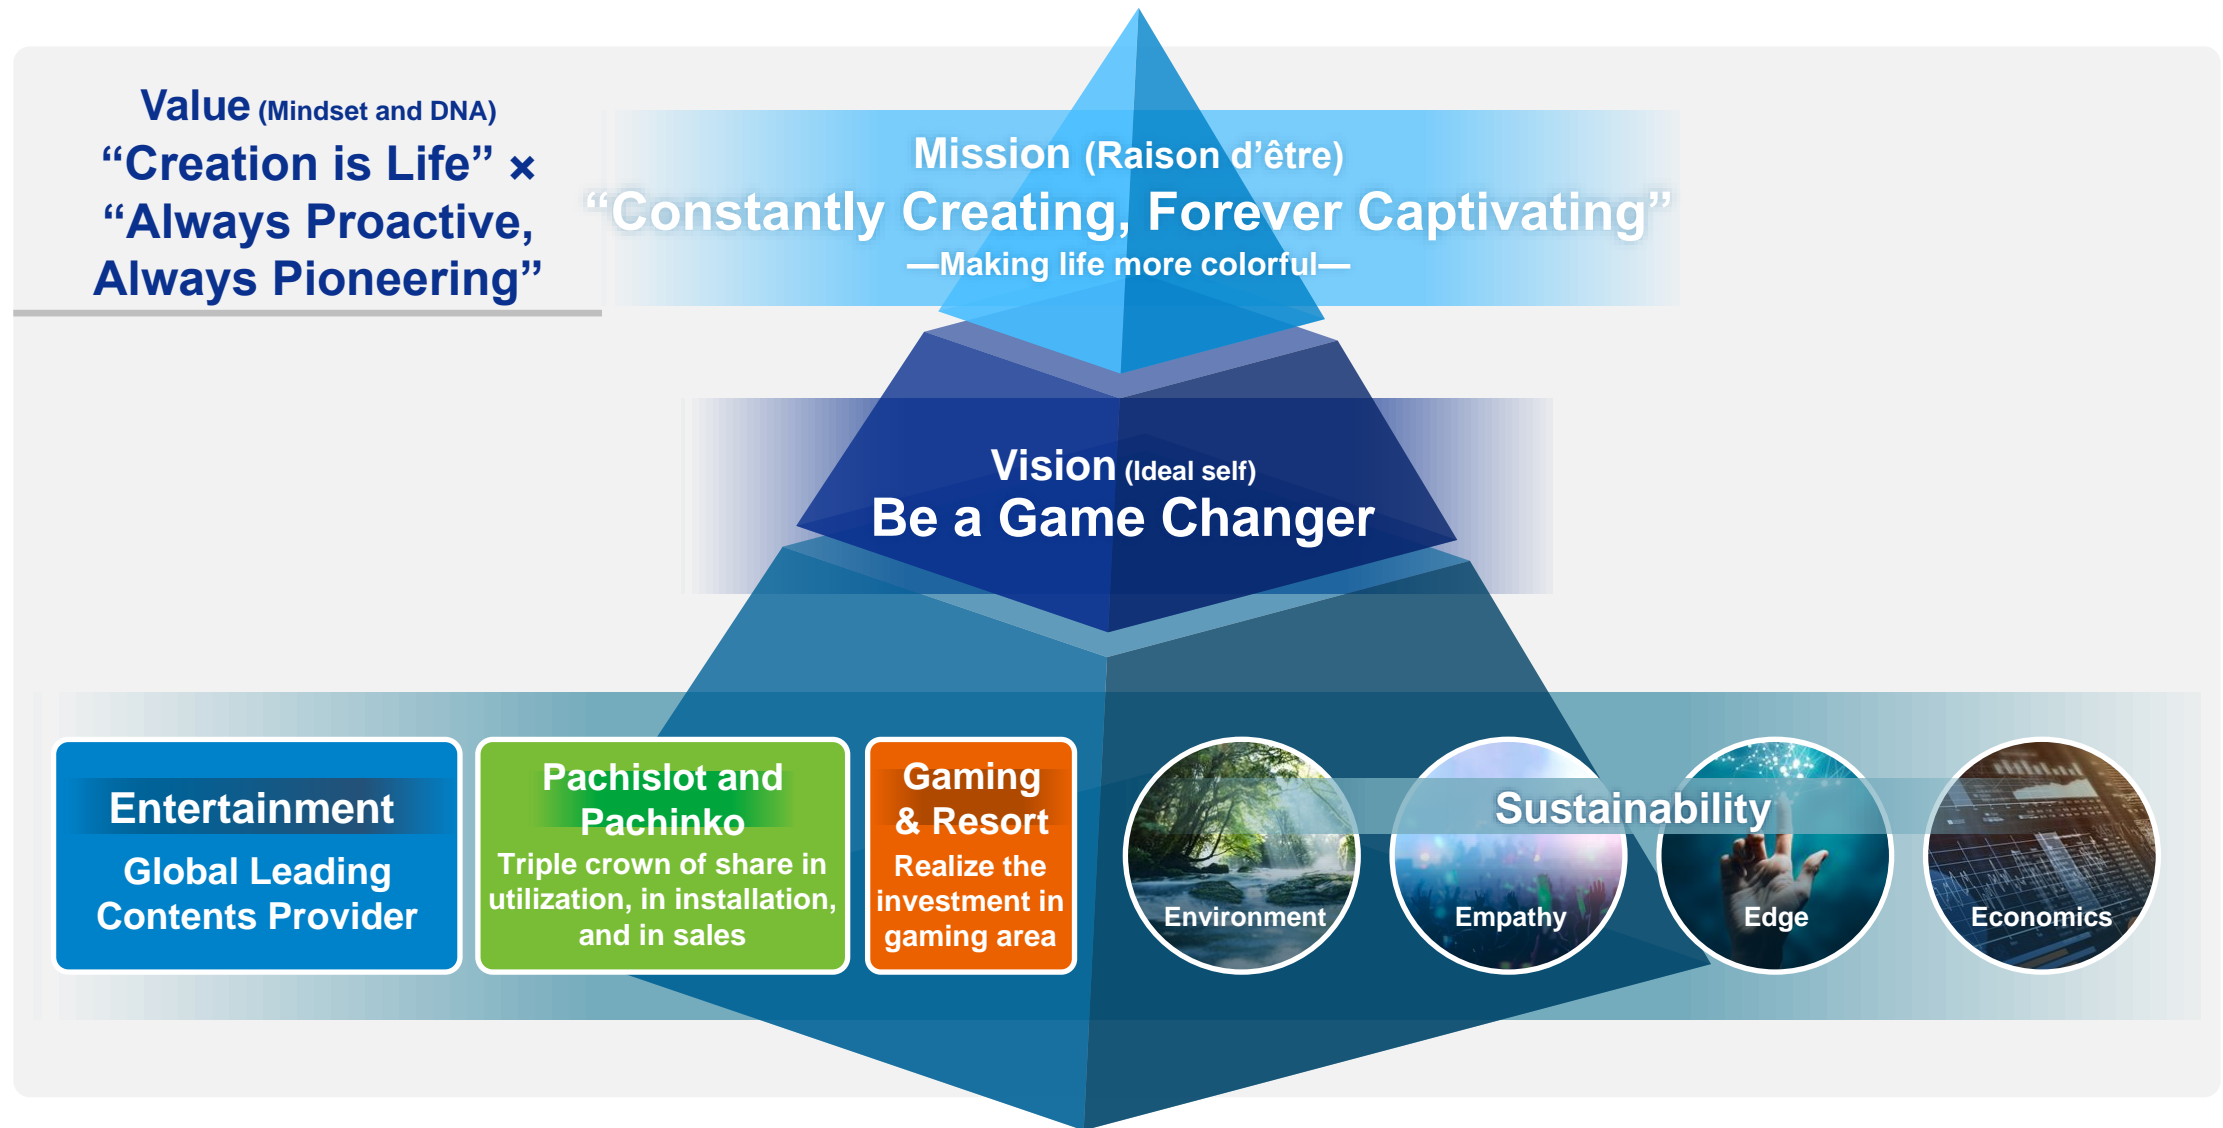 Value (Mindset and DNA)
“Creation is Life” ×
“Always Proactive,
Always Pioneering”
Mission (Raison d’être)
“Constantly Creating, Forever Captivating”
—Making life more colorful—
Vision (Ideal self)
Be a Game Changer
Entertainment
Global Leading
Contents Provider
Pachislot and
Pachinko
Triple crown of share in
utilization, in installation,
and in sales
Gaming
& Resort
Realize the
investment in
gaming area
Sustainability
Environment
Empathy
Edge
Economics